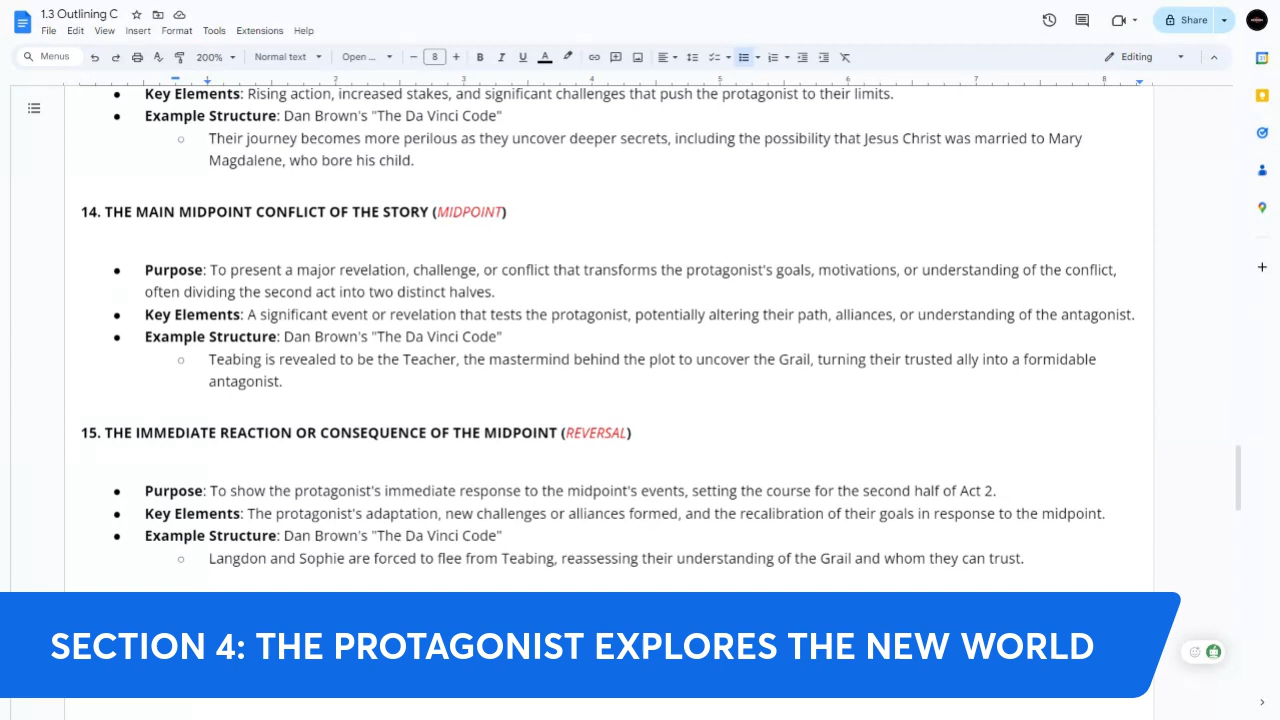 1.3 Outlining C
File Edit View Insert Format Tools Extensions Help
Share
Menus
200%
Normal text
Open ...
8
B I U A
Editing
2 3 4 5 6 7 8
Key Elements: Rising action, increased stakes, and significant challenges that push the protagonist to their limits.
Example Structure: Dan Brown's "The Da Vinci Code"
Their journey becomes more perilous as they uncover deeper secrets, including the possibility that Jesus Christ was married to Mary
Magdalene, who bore his child.
14. THE MAIN MIDPOINT CONFLICT OF THE STORY (MIDPOINT)
Purpose: To present a major revelation, challenge, or conflict that transforms the protagonist's goals, motivations, or understanding of the conflict,
often dividing the second act into two distinct halves.
Key Elements: A significant event or revelation that tests the protagonist, potentially altering their path, alliances, or understanding of the antagonist.
Example Structure: Dan Brown's "The Da Vinci Code"
Teabing is revealed to be the Teacher, the mastermind behind the plot to uncover the Grail, turning their trusted ally into a formidable
antagonist.
15. THE IMMEDIATE REACTION OR CONSEQUENCE OF THE MIDPOINT (REVERSAL)
Purpose: To show the protagonist's immediate response to the midpoint's events, setting the course for the second half of Act 2.
Key Elements: The protagonist's adaptation, new challenges or alliances formed, and the recalibration of their goals in response to the midpoint.
Example Structure: Dan Brown's "The Da Vinci Code"
Langdon and Sophie are forced to flee from Teabing, reassessing their understanding of the Grail and whom they can trust.
SECTION 4: THE PROTAGONIST EXPLORES THE NEW WORLD